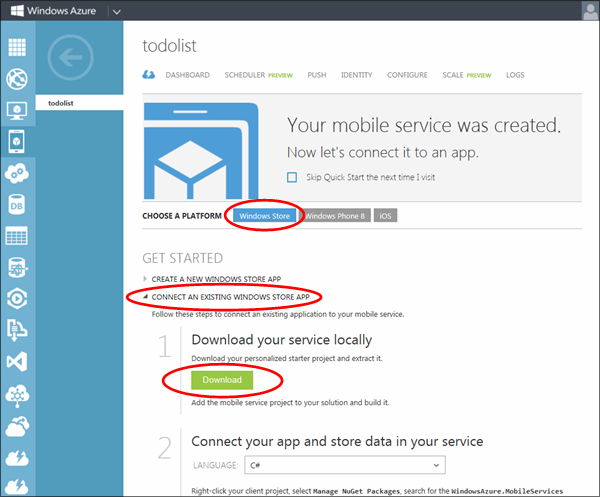 Windows Azure
todolist
DASHBOARD SCHEDULER PREVIEW PUSH IDENTITY CONFIGURE SCALE PREVIEW LOGS
todolist
Your mobile service was created.
Now let's connect it to an app.
Skip Quick Start the next time I visit
CHOOSE A PLATFORM Windows Store Windows Phone 8 iOS
GET STARTED
CREATE A NEW WINDOWS STORE APP
CONNECT AN EXISTING WINDOWS STORE APP
Follow these steps to connect an existing application to your mobile service.
1 Download your service locally
Download your personalized starter project and extract it.
Download
Add the mobile service project to your solution and build it.
2 Connect your app and store data in your service
LANGUAGE: C#
Right-click your client project, select Manage NuGet Packages, search for the WindowsAzure.MobileServices
DB